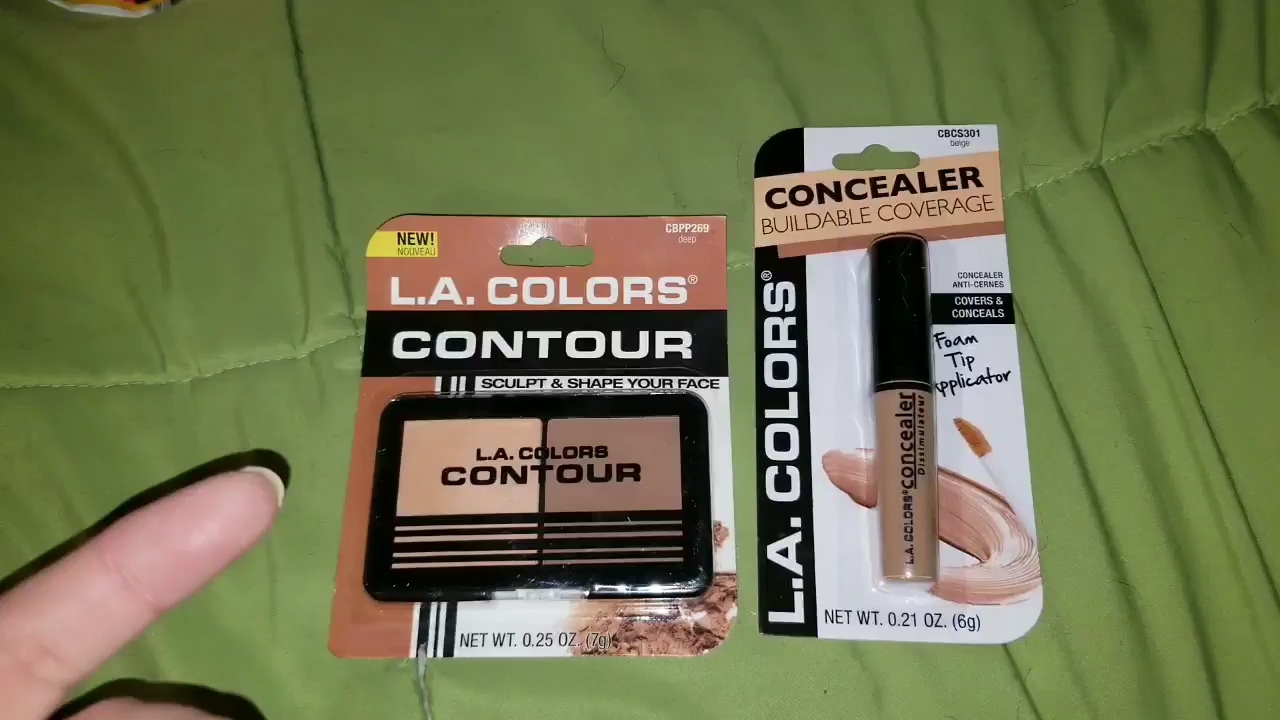 NEW!
NOUVEAU
CBPP269
deep
L.A. COLORS®
CONTOUR
SCULPT & SHAPE YOUR FACE
L.A. COLORS
CONTOUR
NET WT. 0.25 OZ. (7g)
CBCS301
beige
CONCEALER
BUILDABLE COVERAGE
L.A. COLORS®
CONCEALER
ANTI-CERNES
COVERS &
CONCEALS
Foam
Tip
applicator
L.A. COLORS® Concealer
Dissimulateur
NET WT. 0.21 OZ. (6g)